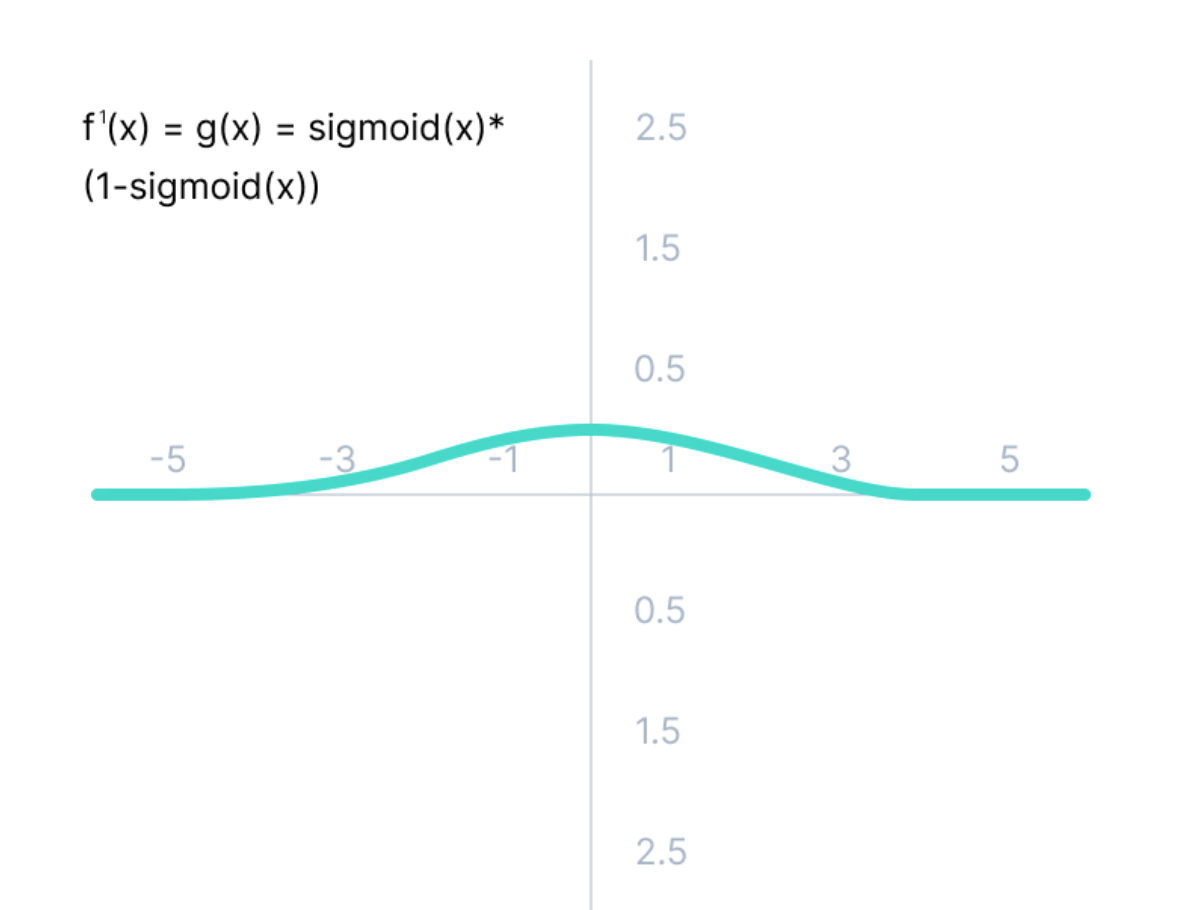 f¹(x) = g(x) = sigmoid(x)*
(1-sigmoid(x))
2.5
1.5
0.5
-5 -3 -1 1 3 5
0.5
1.5
2.5